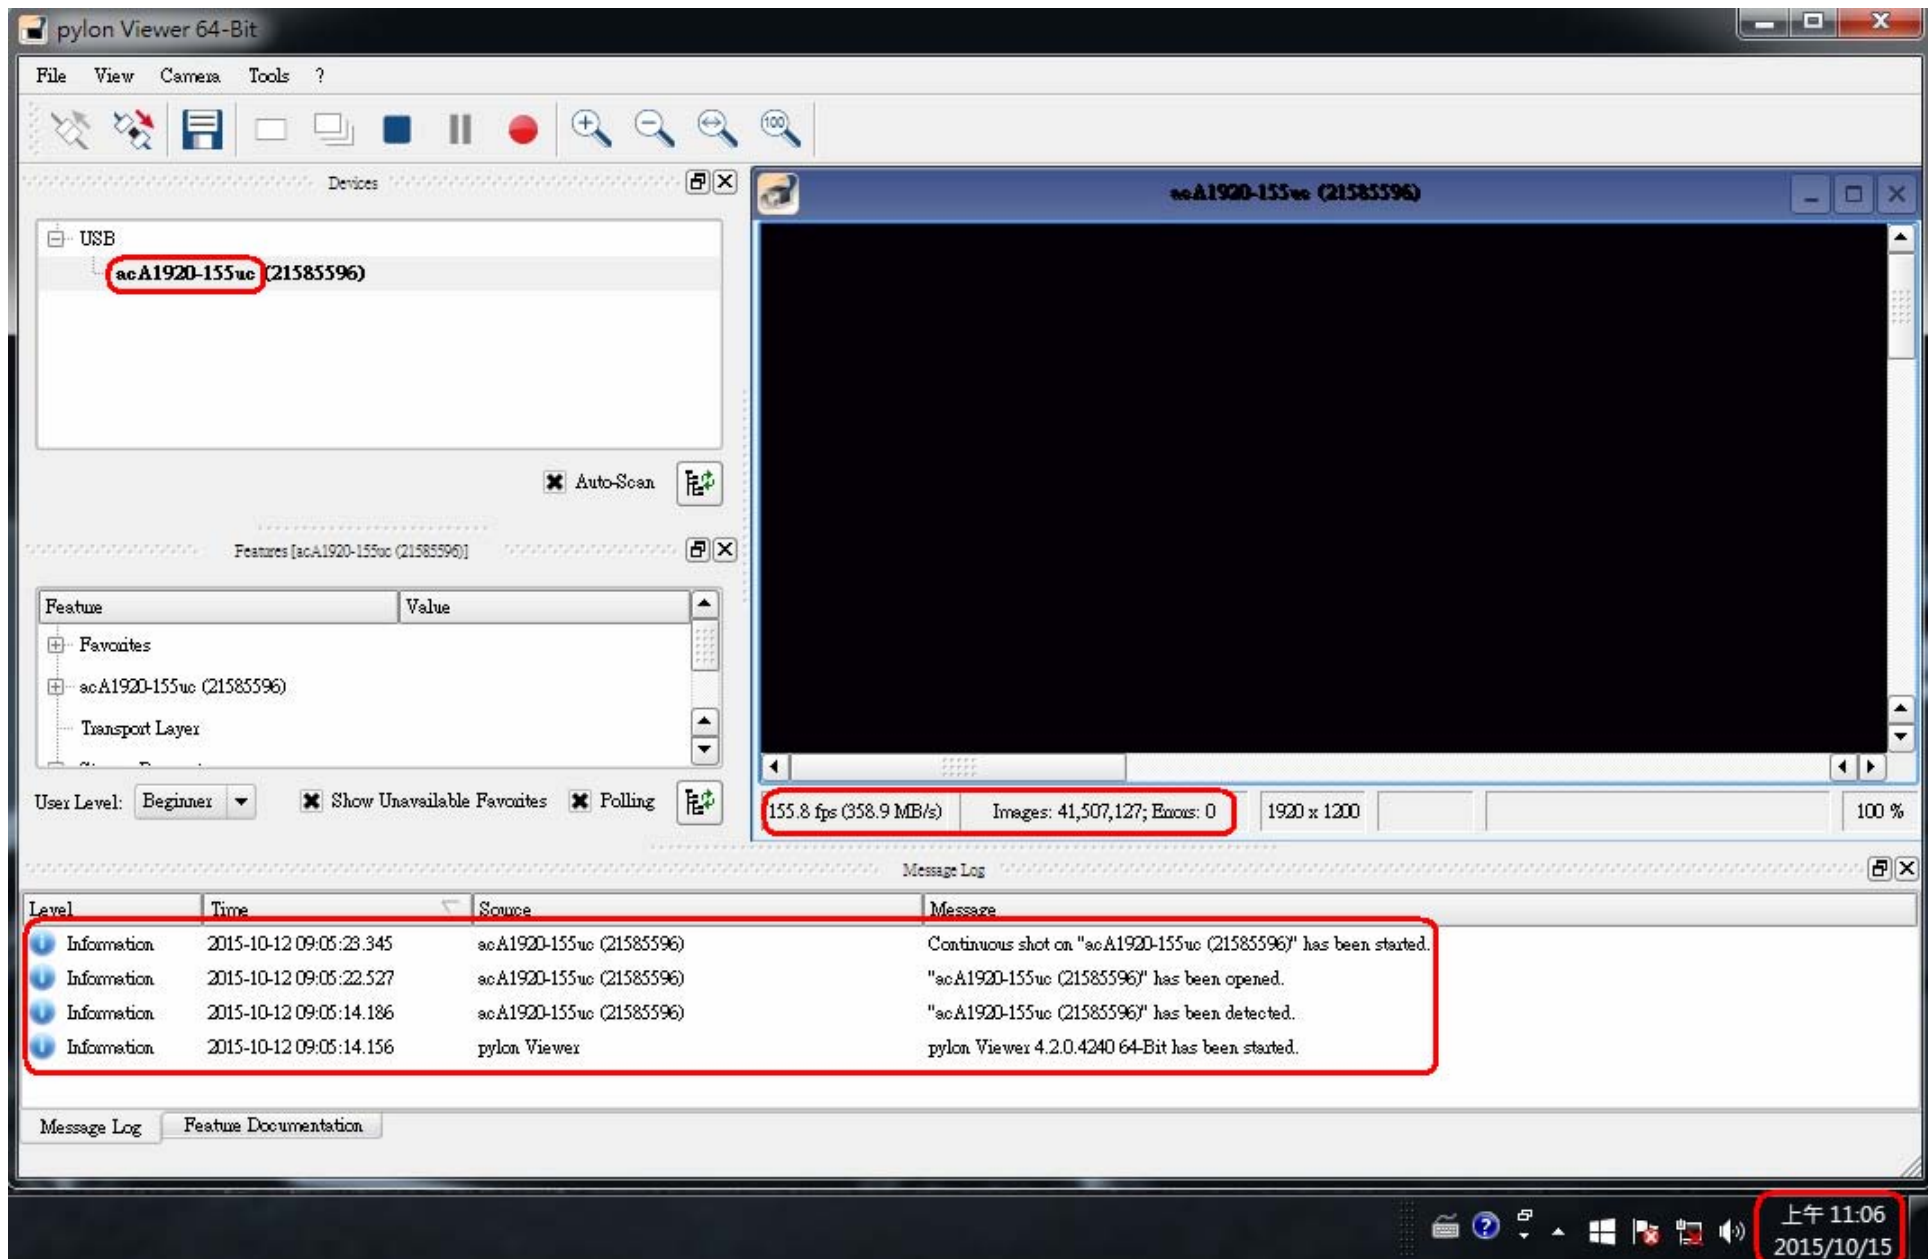 pylon Viewer 64-Bit
File View Camera Tools ?
100
Devices
USB
acA1920-155uc (21585596)
Auto-Scan
acA1920-155uc (21585596)
Features [acA1920-155uc (21585596)]
Feature Value
Favorites
acA1920-155uc (21585596)
Transport Layer
User Level: Beginner Show Unavailable Favorites Polling
155.8 fps (358.9 MB/s) Images: 41,507,127; Errors: 0 1920 x 1200 100 %
Message Log
Level Time Source Message
Information 2015-10-12 09:05:23.345 acA1920-155uc (21585596) Continuous shot on "acA1920-155uc (21585596)" has been started.
Information 2015-10-12 09:05:22.527 acA1920-155uc (21585596) "acA1920-155uc (21585596)" has been opened.
Information 2015-10-12 09:05:14.186 acA1920-155uc (21585596) "acA1920-155uc (21585596)" has been detected.
Information 2015-10-12 09:05:14.156 pylon Viewer pylon Viewer 4.2.0.4240 64-Bit has been started.
Message Log Feature Documentation
上午 11:06
2015/10/15